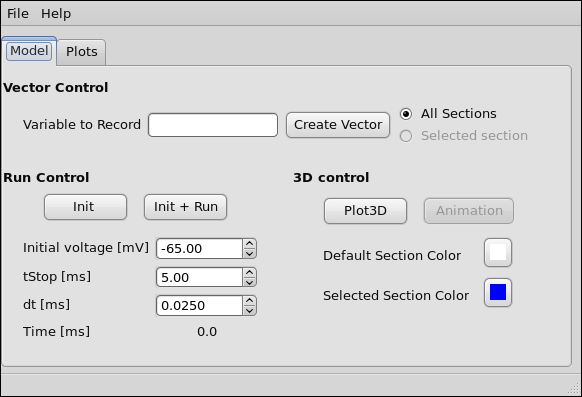 File Help
Model Plots
Vector Control
Variable to Record Create Vector All Sections
Selected section
Run Control 3D control
Init Init + Run Plot3D Animation
Initial voltage [mV] -65.00 Default Section Color
tStop [ms] 5.00
dt [ms] 0.0250 Selected Section Color
Time [ms] 0.0